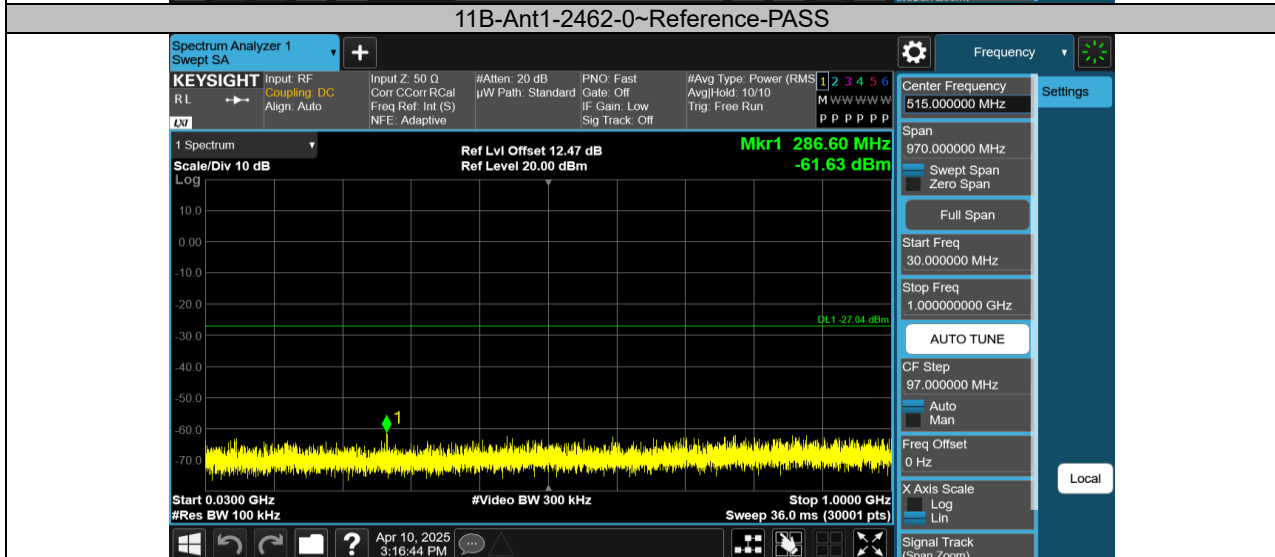 11B-Ant1-2462-0~Reference-PASS
Spectrum Analyzer 1
Swept SA
Frequency
KEYSIGHT
R L
LXI
Input: RF
Coupling: DC
Align: Auto
Input Z: 50 Ω
Corr CCorr RCal
Freq Ref: Int (S)
NFE: Adaptive
#Atten: 20 dB
µW Path: Standard
PNO: Fast
Gate: Off
IF Gain: Low
Sig Track: Off
#Avg Type: Power (RMS
Avg|Hold: 10/10
Trig: Free Run
1 2 3 4 5 6
M W W W W W
P P P P P P
1 Spectrum
Scale/Div 10 dB
Log
Ref Lvl Offset 12.47 dB
Ref Level 20.00 dBm
Mkr1 286.60 MHz
-61.63 dBm
10.0
0.00
-10.0
-20.0
DL1 -27.04 dBm
-30.0
-40.0
-50.0
1
-60.0
-70.0
Start 0.0300 GHz
#Res BW 100 kHz
#Video BW 300 kHz
Stop 1.0000 GHz
Sweep 36.0 ms (30001 pts)
Apr 10, 2025
3:16:44 PM
Center Frequency
515.000000 MHz
Span
970.000000 MHz
Swept Span
Zero Span
Full Span
Start Freq
30.000000 MHz
Stop Freq
1.000000000 GHz
AUTO TUNE
CF Step
97.000000 MHz
Auto
Man
Freq Offset
0 Hz
X Axis Scale
Log
Lin
Signal Track
(Span Zoom)
Settings
Local